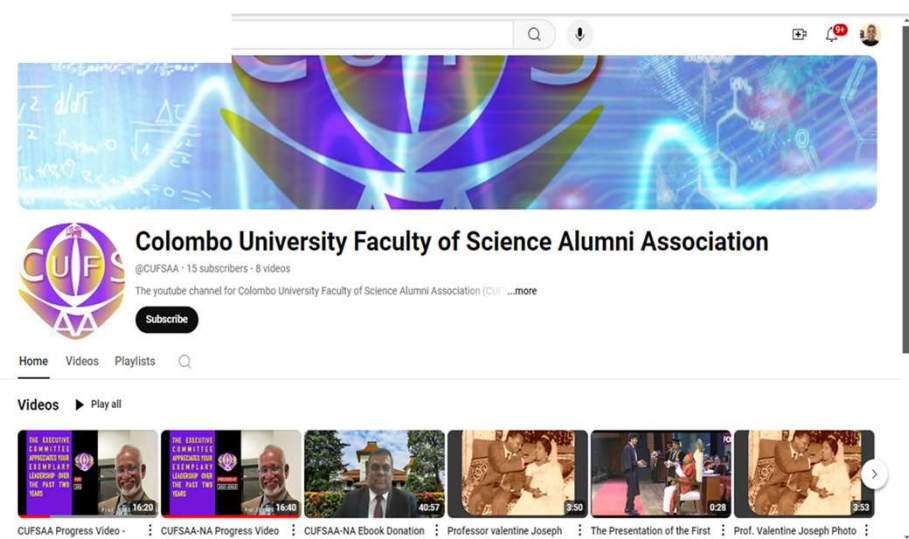 9+
CUFS
Colombo University Faculty of Science Alumni Association
CUFS
AA
@CUFSAA · 15 subscribers · 8 videos
The youtube channel for Colombo University Faculty of Science Alumni Association (CUF ...more
Subscribe
Home Videos Playlists
Videos Play all
THE EXECUTIVE
COMMITTEE
APPRECIATES YOUR
EXEMPLARY
LEADERSHIP OVER
THE PAST TWO
YEARS
16:20
THE EXECUTIVE
COMMITTEE
APPRECIATES YOUR
EXEMPLARY
LEADERSHIP OVER
THE PAST TWO
YEARS
PRESIDENT
16:40
40:57
3:50
0:28
3:53
CUFSAA Progress Video -
CUFSAA-NA Progress Video
CUFSAA-NA Ebook Donation
Professor valentine Joseph
The Presentation of the First
Prof. Valentine Joseph Photo